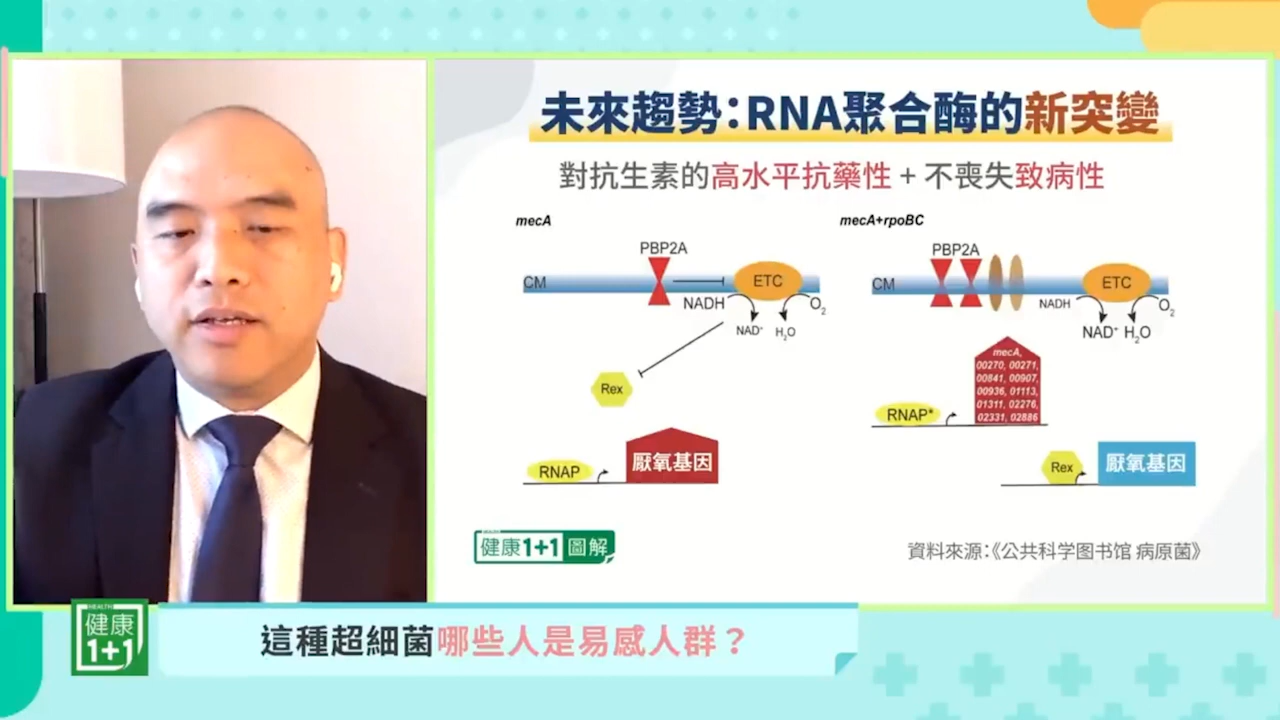 未來趨勢：RNA聚合酶的新突變
對抗生素的高水平抗藥性 + 不喪失致病性
mecA
PBP2A
CM
ETC
NADH
O2
NAD+
H2O
Rex
RNAP
厭氧基因
mecA+rpoBC
PBP2A
CM
ETC
NADH
O2
NAD+ H2O
mecA,
00270, 00271,
00841, 00907,
00936, 01113,
01311, 02276,
02331, 02886
RNAP*
Rex
厭氧基因
健康1+1圖解
資料來源：《公共科学图书馆 病原菌》
HEALTH
健康
1+1
這種超細菌哪些人是易感人群？